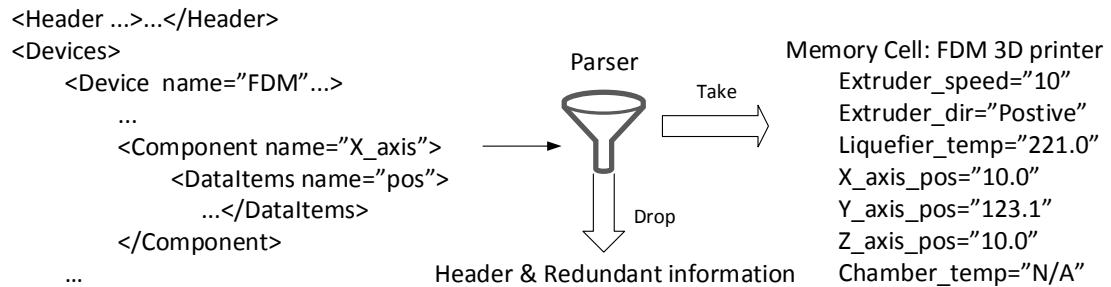 <Header ...>...</Header>
<Devices>
<Device name=”FDM”...>
...
<Component name=”X_axis”>
<DataItems name=”pos”>
...</DataItems>
</Component>
...
Parser
Take
Drop
Header & Redundant information
Memory Cell: FDM 3D printer
Extruder_speed=”10”
Extruder_dir=”Postive”
Liquefier_temp=”221.0”
X_axis_pos=”10.0”
Y_axis_pos=”123.1”
Z_axis_pos=”10.0”
Chamber_temp=”N/A”